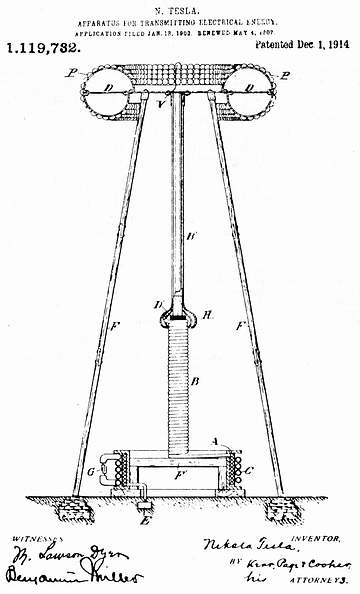 N. TESLA.
APPARATUS FOR TRANSMITTING ELECTRICAL ENERGY.
APPLICATION FILED JAN. 18, 1902. RENEWED MAY 4, 1907.
1,119,732.
Patented Dec. 1, 1914
P
P
D
D
V
B'
F
F
H
B
A
G
C
F'
E
WITNESSES
M. Lawson Dyer
Benjamin Miller
INVENTOR,
Nikola Tesla,
BY Kerr, Page & Cooper,
his ATTORNEYS.